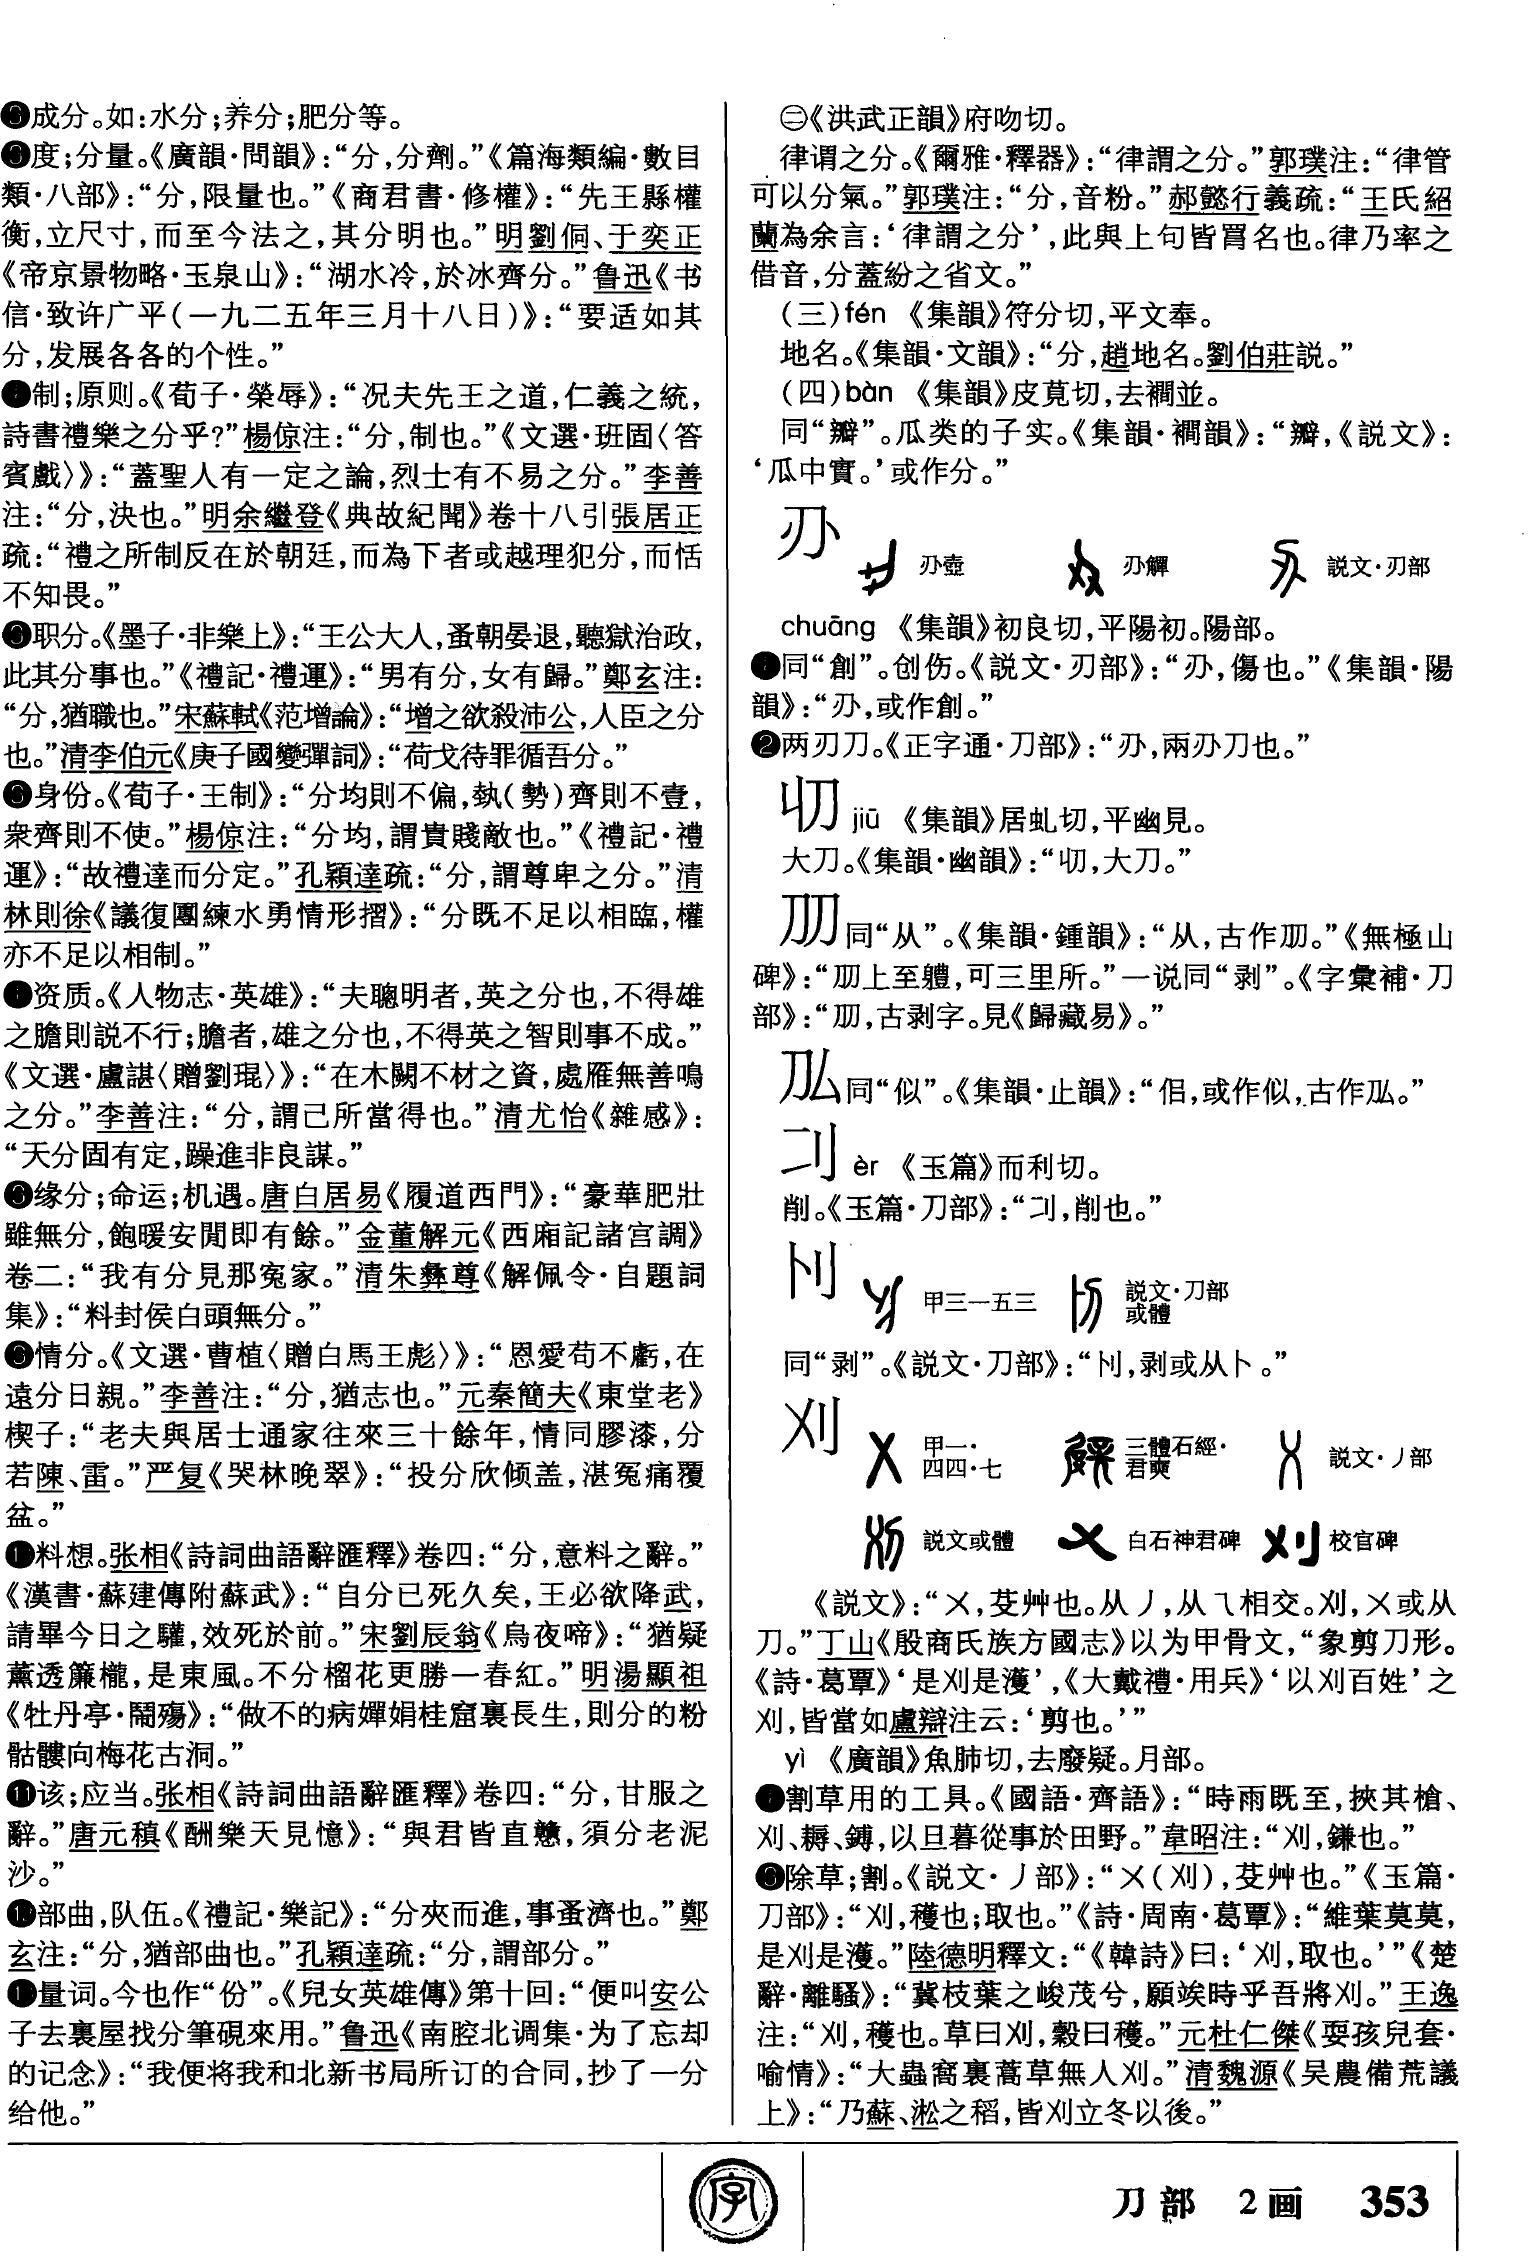 成分。如:水分;养分;肥分等。
度;分量。《廣韻·問韻》:“分,分劑。”《篇海類編·數目
類·八部》:“分,限量也。”《商君書·修權》:“先王縣權
衡,立尺寸,而至今法之,其分明也。”明劉侗、于奕正
《帝京景物略·玉泉山》:“湖水冷,於冰齊分。”鲁迅《书
信·致许广平(一九二五年三月十八日)》:“要适如其
分,发展各各的个性。”
制;原则。《荀子·榮辱》:“况夫先王之道,仁義之統,
詩書禮樂之分乎?”楊倞注:“分,制也。”《文選·班固〈答
賓戲〉》:“蓋聖人有一定之論,烈士有不易之分。”李善
注:“分,決也。”明余繼登《典故紀聞》卷十八引張居正
疏:“禮之所制反在於朝廷,而為下者或越理犯分,而恬
不知畏。”
职分。《墨子·非樂上》:“王公大人,蚤朝晏退,聽獄治政,
此其分事也。”《禮記·禮運》:“男有分,女有歸。”鄭玄注:
“分,猶職也。”宋蘇軾《范增論》:“增之欲殺沛公,人臣之分
也。”清李伯元《庚子國變彈詞》:“荷戈待罪循吾分。”
身份。《荀子·王制》:“分均則不偏,埶(勢)齊則不壹,
衆齊則不使。”楊倞注:“分均,謂貴賤敵也。”《禮記·禮
運》:“故禮達而分定。”孔穎達疏:“分,謂尊卑之分。”清
林則徐《議復團練水勇情形摺》:“分既不足以相臨,權
亦不足以相制。”
资质。《人物志·英雄》:“夫聰明者,英之分也,不得雄
之膽則説不行;膽者,雄之分也,不得英之智則事不成。”
《文選·盧諶〈贈劉琨〉》:“在木闕不材之資,處雁無善鳴
之分。”李善注:“分,謂己所當得也。”清尤怡《雜感》:
“天分固有定,躁進非良謀。”
缘分;命运;机遇。唐白居易《履道西門》:“豪華肥壯
雖無分,飽暖安閒即有餘。”金董解元《西廂記諸宫調》
卷二:“我有分見那冤家。”清朱彝尊《解佩令·自題詞
集》:“料封侯白頭無分。”
情分。《文選·曹植〈贈白馬王彪〉》:“恩愛苟不虧,在
遠分日親。”李善注:“分,猶志也。”元秦簡夫《東堂老》
楔子:“老夫與居士通家往來三十餘年,情同膠漆,分
若陳、雷。”严复《哭林晚翠》:“投分欣倾盖,湛冤痛覆
盆。”
料想。张相《詩詞曲語辭匯釋》卷四:“分,意料之辭。”
《漢書·蘇建傳附蘇武》:“自分已死久矣,王必欲降武,
請畢今日之驩,效死於前。”宋劉辰翁《烏夜啼》:“猶疑
薰透簾櫳,是東風。不分榴花更勝一春紅。”明湯顯祖
《牡丹亭·鬧殤》:“做不的病嬋娟桂窟裏長生,則分的粉
骷髏向梅花古洞。”
⓫该;应当。张相《詩詞曲語辭匯釋》卷四:“分,甘服之
辭。”唐元稹《酬樂天見憶》:“與君皆直戇,須分老泥
沙。”
部曲,队伍。《禮記·樂記》:“分夾而進,事蚤濟也。”鄭
玄注:“分,猶部曲也。”孔穎達疏:“分,謂部分。”
量词。今也作“份”。《兒女英雄傳》第十回:“便叫安公
子去裏屋找分筆硯來用。”鲁迅《南腔北调集·为了忘却
的记念》:“我便将我和北新书局所订的合同,抄了一分
给他。”
㊁《洪武正韻》府吻切。
律谓之分。《爾雅·釋器》:“律謂之分。”郭璞注:“律管
可以分氣。”郭璞注:“分,音粉。”郝懿行義疏:“王氏紹
蘭為余言:‘律謂之分’,此與上句皆罥名也。律乃率之
借音,分蓋紛之省文。”
(三)fén 《集韻》符分切,平文奉。
地名。《集韻·文韻》:“分,趙地名。劉伯莊説。”
(四)bàn 《集韻》皮莧切,去襇並。
同“瓣”。瓜类的子实。《集韻·襇韻》:“瓣,《説文》:
‘瓜中實。’或作分。”
刅 刅壺 刅觶 説文·刃部
chuāng 《集韻》初良切,平陽初。陽部。
同“創”。创伤。《説文·刃部》:“刅,傷也。”《集韻·陽
韻》:“刅,或作創。”
❷两刃刀。《正字通·刀部》:“刅,兩刅刀也。”
㓛 jiū 《集韻》居虬切,平幽見。
大刀。《集韻·幽韻》:“,大刀。”
刕 同“从”。《集韻·鍾韻》:“从,古作。”《無極山
碑》:“上至軆,可三里所。”一说同“剥”。《字彙補·刀
部》:“,古剥字。見《歸藏易》。”
同“似”。《集韻·止韻》:“佀,或作似,古作。”
刵 èr 《玉篇》而利切。
削。《玉篇·刀部》:“,削也。”
刂 甲三一五三 説文·刀部
或體
同“剥”。《説文·刀部》:“,剥或从卜。”
刈 甲一·
四四·七 三體石經·
君奭 説文·丿部
説文或體 白石神君碑 校官碑
《説文》:“乂,芟艸也。从丿,从乀相交。刈,乂或从
刀。”丁山《殷商氏族方國志》以为甲骨文,“象剪刀形。
《詩·葛覃》‘是刈是濩’,《大戴禮·用兵》‘以刈百姓’之
刈,皆當如盧辯注云:‘剪也。’”
yì 《廣韻》魚肺切,去廢疑。月部。
割草用的工具。《國語·齊語》:“時雨既至,挾其槍、
刈、耨、鎛,以旦暮從事於田野。”韋昭注:“刈,鎌也。”
除草;割。《説文·丿部》:“乂(刈),芟艸也。”《玉篇·
刀部》:“刈,穫也;取也。”《詩·周南·葛覃》:“維葉莫莫,
是刈是濩。”陸德明釋文:“《韓詩》曰:‘刈,取也。’”《楚
辭·離騷》:“冀枝葉之峻茂兮,願竢時乎吾將刈。”王逸
注:“刈,穫也。草曰刈,穀曰穫。”元杜仁傑《耍孩兒套·
喻情》:“大蟲窩裏蒿草無人刈。”清魏源《吴農備荒議
上》:“乃蘇、淞之稻,皆刈立冬以後。”
字
刀部 2画 353